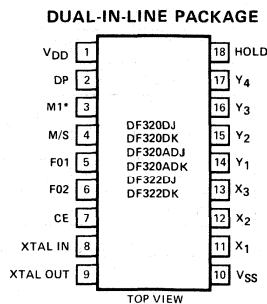 DUAL-IN-LINE PACKAGE
VDD 1 18 HOLD
DP 2 17 Y4
M1* 3 16 Y3
M/S 4 15 Y2
F01 5 14 Y1
F02 6 13 X3
CE 7 12 X2
XTAL IN 8 11 X1
XTAL OUT 9 10 VSS
DF320DJ
DF320DK
DF320ADJ
DF320ADK
DF322DJ
DF322DK
TOP VIEW